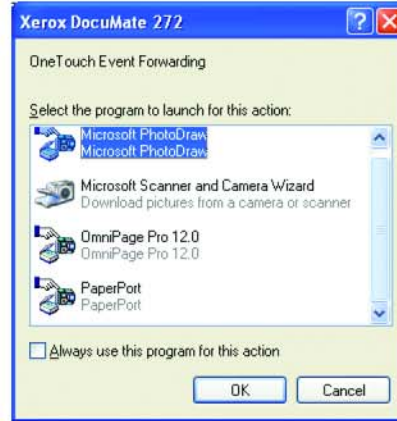 Xerox DocuMate 272
OneTouch Event Forwarding
Select the program to launch for this action:
Microsoft PhotoDraw
Microsoft PhotoDraw
Microsoft Scanner and Camera Wizard
Download pictures from a camera or scanner
OmniPage Pro 12.0
OmniPage Pro 12.0
PaperPort
PaperPort
Always use this program for this action
OK Cancel